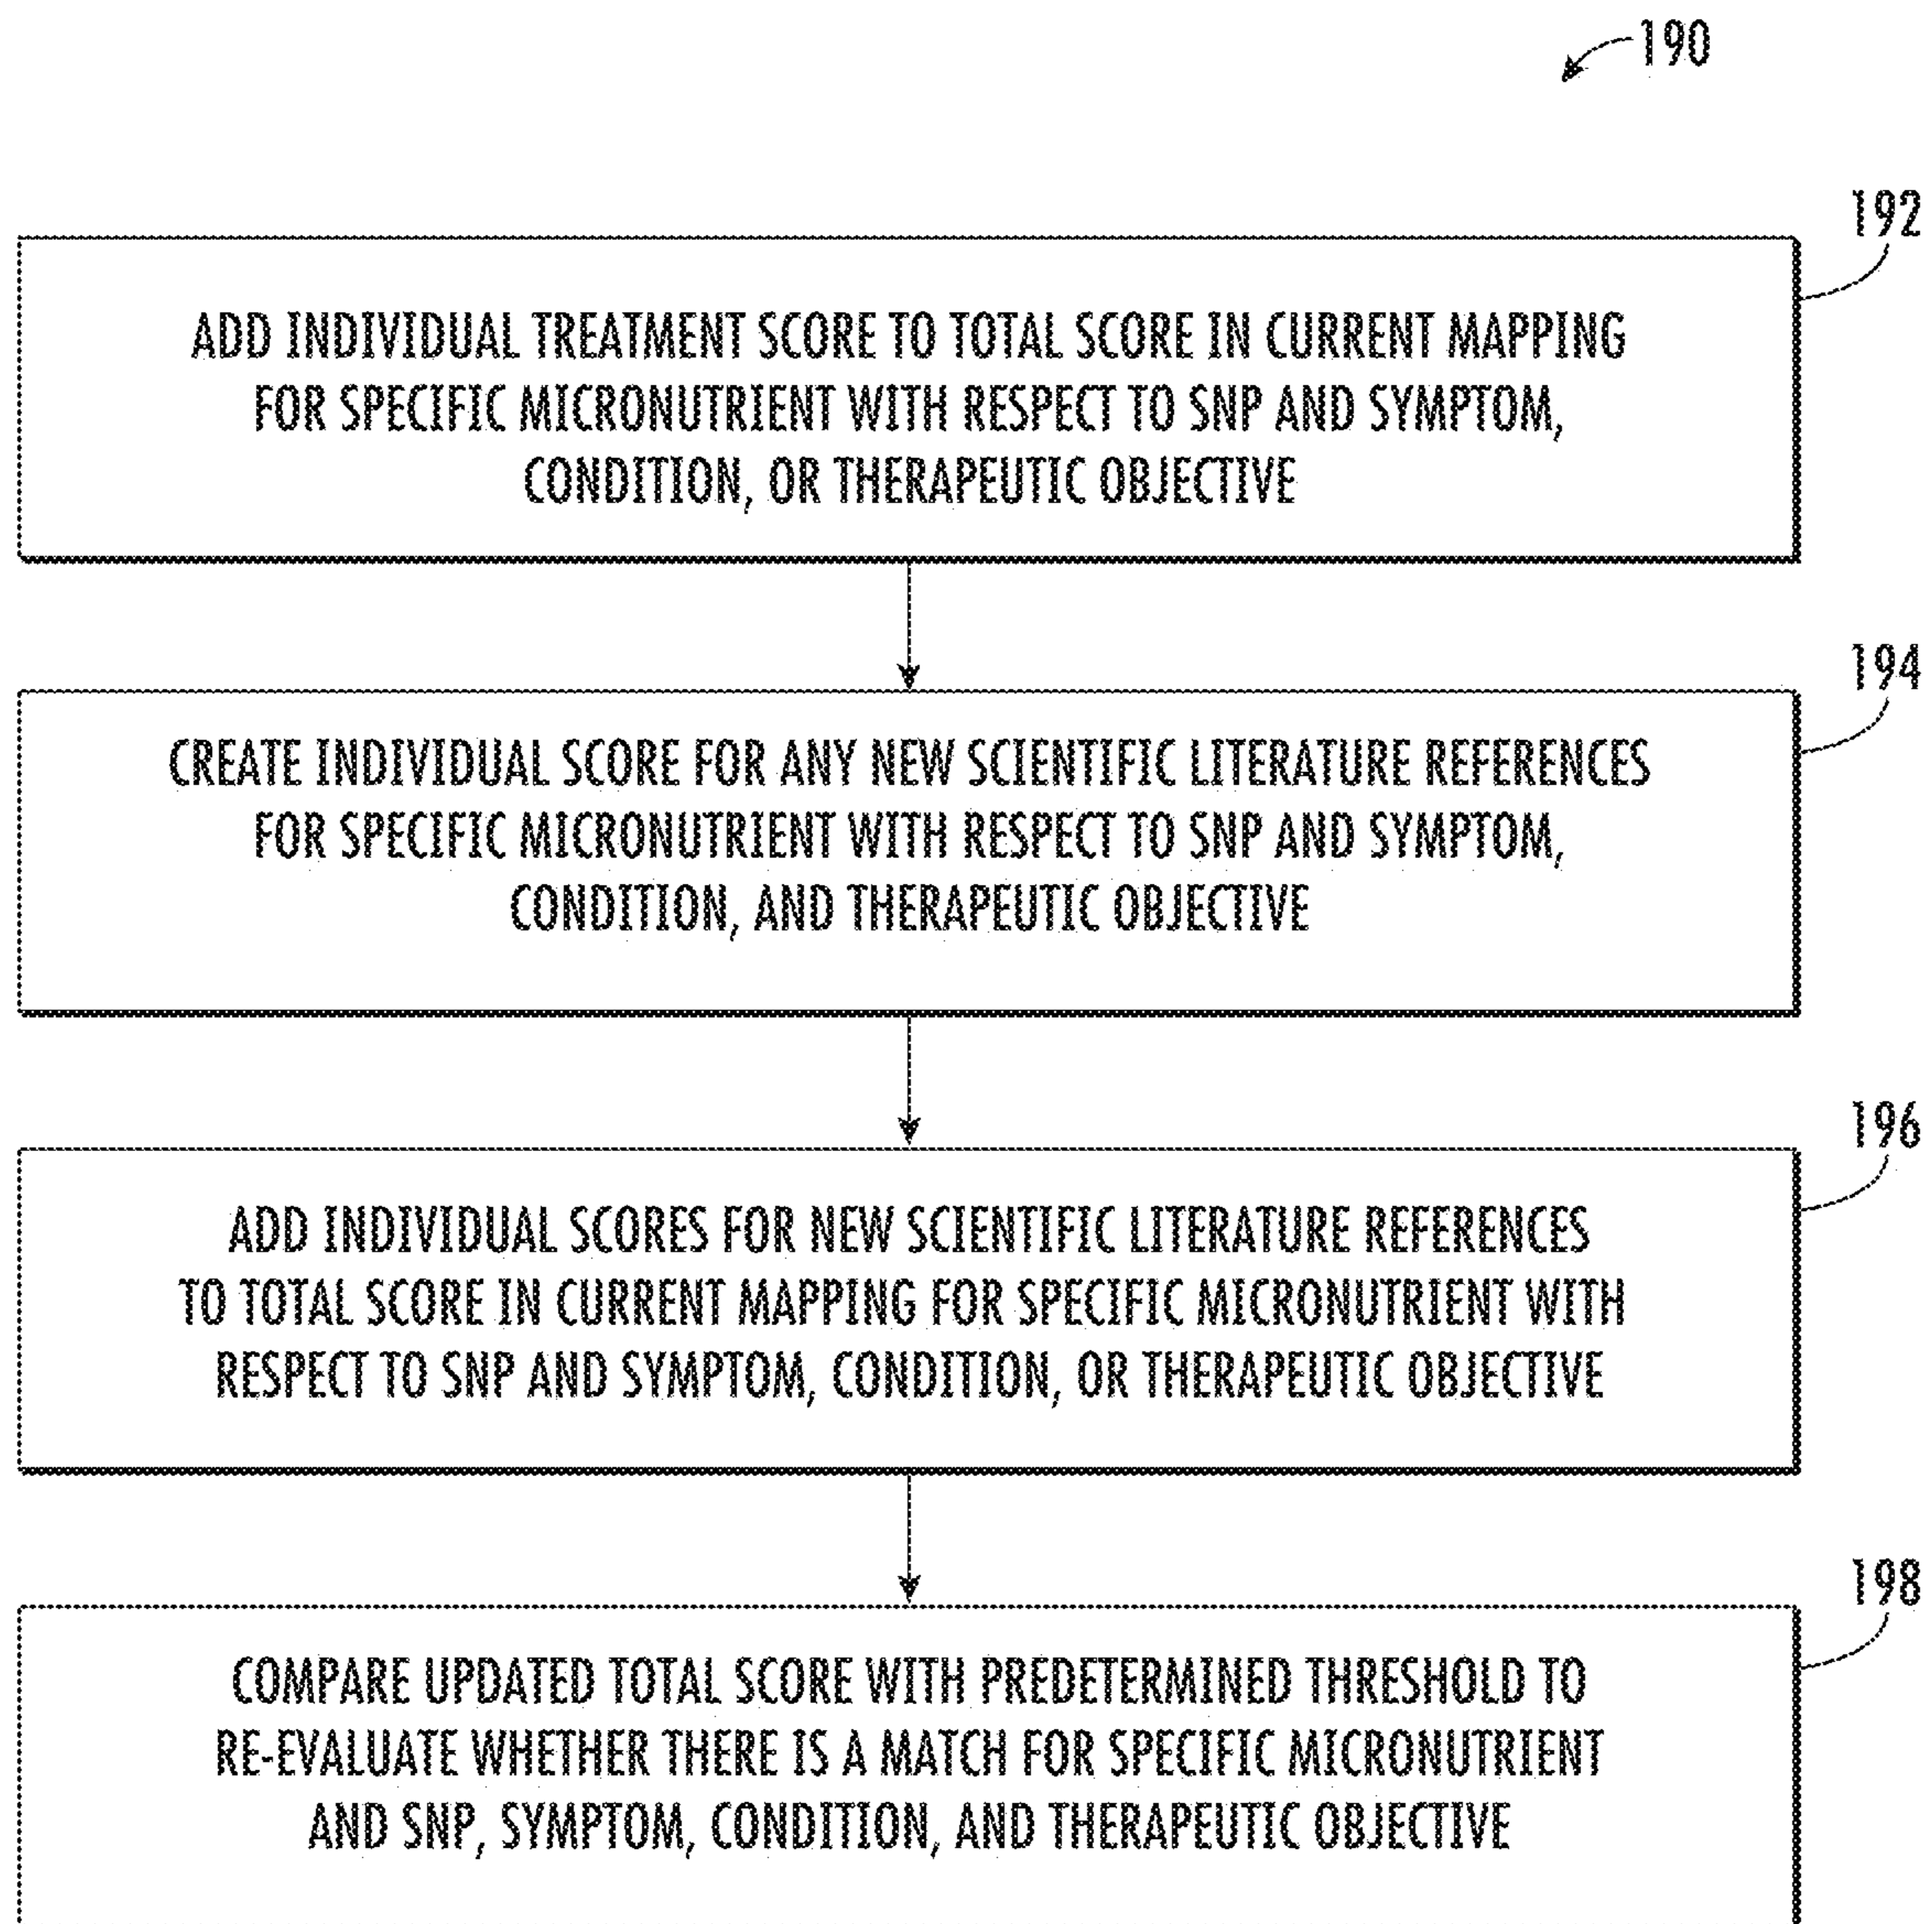 190
192
ADD INDIVIDUAL TREATMENT SCORE TO TOTAL SCORE IN CURRENT MAPPING
FOR SPECIFIC MICRONUTRIENT WITH RESPECT TO SNP AND SYMPTOM,
CONDITION, OR THERAPEUTIC OBJECTIVE
194
CREATE INDIVIDUAL SCORE FOR ANY NEW SCIENTIFIC LITERATURE REFERENCES
FOR SPECIFIC MICRONUTRIENT WITH RESPECT TO SNP AND SYMPTOM,
CONDITION, AND THERAPEUTIC OBJECTIVE
196
ADD INDIVIDUAL SCORES FOR NEW SCIENTIFIC LITERATURE REFERENCES
TO TOTAL SCORE IN CURRENT MAPPING FOR SPECIFIC MICRONUTRIENT WITH
RESPECT TO SNP AND SYMPTOM, CONDITION, OR THERAPEUTIC OBJECTIVE
198
COMPARE UPDATED TOTAL SCORE WITH PREDETERMINED THRESHOLD TO
RE-EVALUATE WHETHER THERE IS A MATCH FOR SPECIFIC MICRONUTRIENT
AND SNP, SYMPTOM, CONDITION, AND THERAPEUTIC OBJECTIVE